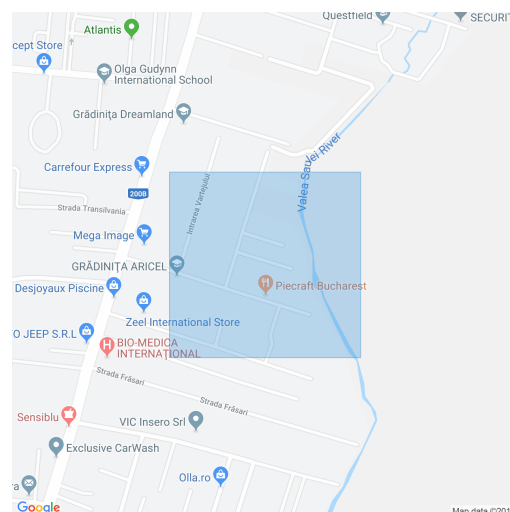 Questfield
SECURIT
Atlantis
cept Store
Olga Gudynn
International School
Grădinița Dreamland
Valea Saulei River
Carrefour Express
Intrarea Vartejului
2008
Strada Transilvania
Mega Image
GRĂDINIȚA ARICEL
Desjoyaux Piscine
Piecraft Bucharest
Zeel International Store
O JEEP S.R.L
BIO-MEDICA
INTERNAȚIONAL
Strada Frăsari
Strada Frăsari
Sensiblu
VIC Insero Srl
Exclusive CarWash
Olla.ro
ra
Google
Map data ©201